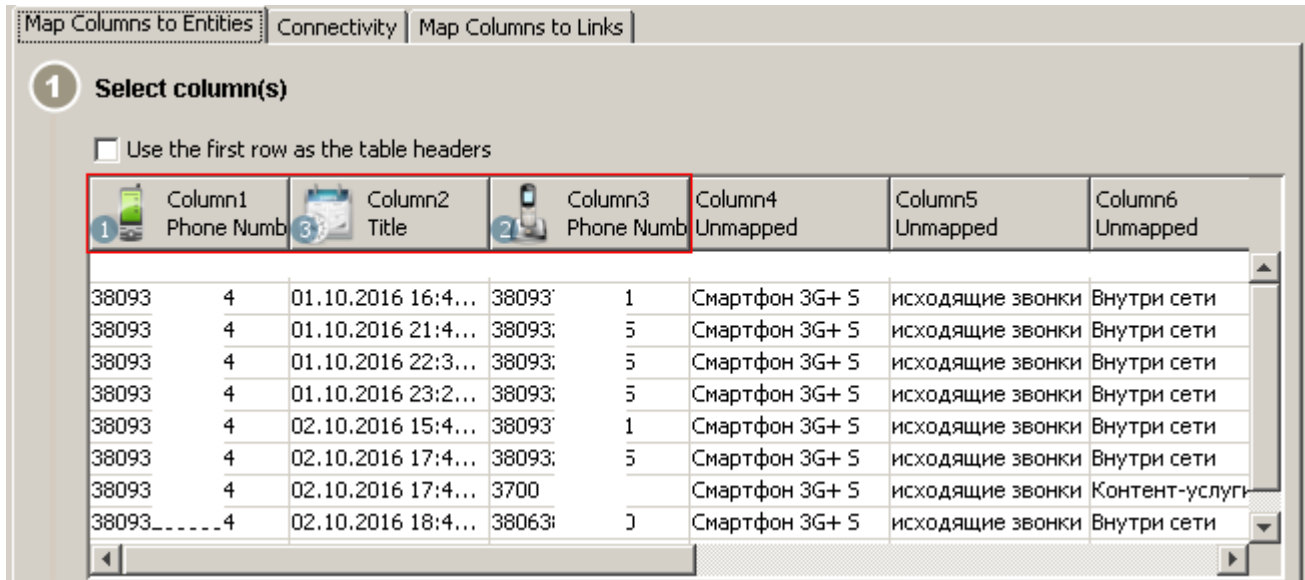 Map Columns to Entities Connectivity Map Columns to Links
1 Select column(s)
Use the first row as the table headers
Column1 Column2 Column3 Column4 Column5 Column6
1 Phone Numb 3 Title 2 Phone Numb Unmapped Unmapped Unmapped
38093 4 01.10.2016 16:4... 38093 1 Смартфон 3G+ S исходящие звонки Внутри сети
38093 4 01.10.2016 21:4... 38093 5 Смартфон 3G+ S исходящие звонки Внутри сети
38093 4 01.10.2016 22:3... 38093 5 Смартфон 3G+ S исходящие звонки Внутри сети
38093 4 01.10.2016 23:2... 38093 5 Смартфон 3G+ S исходящие звонки Внутри сети
38093 4 02.10.2016 15:4... 38093 1 Смартфон 3G+ S исходящие звонки Внутри сети
38093 4 02.10.2016 17:4... 38093 5 Смартфон 3G+ S исходящие звонки Внутри сети
38093 4 02.10.2016 17:4... 3700 Смартфон 3G+ S исходящие звонки Контент-услуги
38093 4 02.10.2016 18:4... 38063 Смартфон 3G+ S исходящие звонки Внутри сети